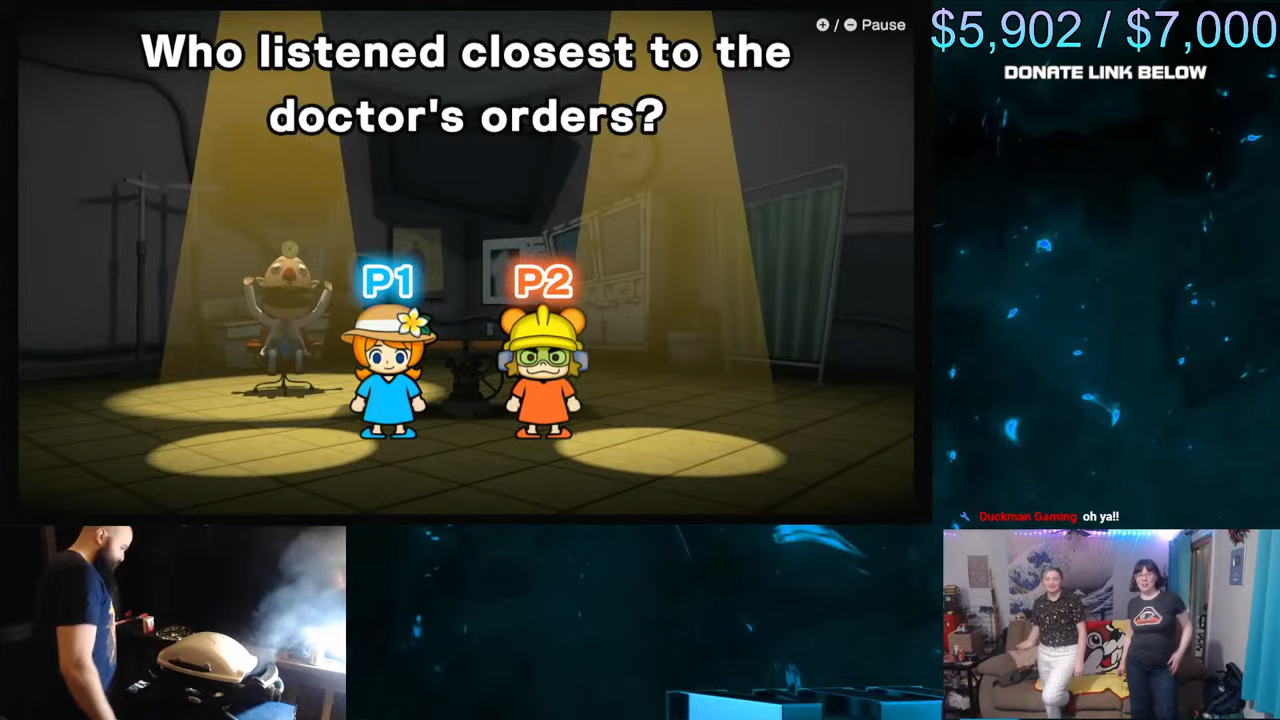 Who listened closest to the
doctor's orders?
+ / - Pause
P1
P2
$5,902 / $7,000
DONATE LINK BELOW
Duckman Gaming oh ya!!